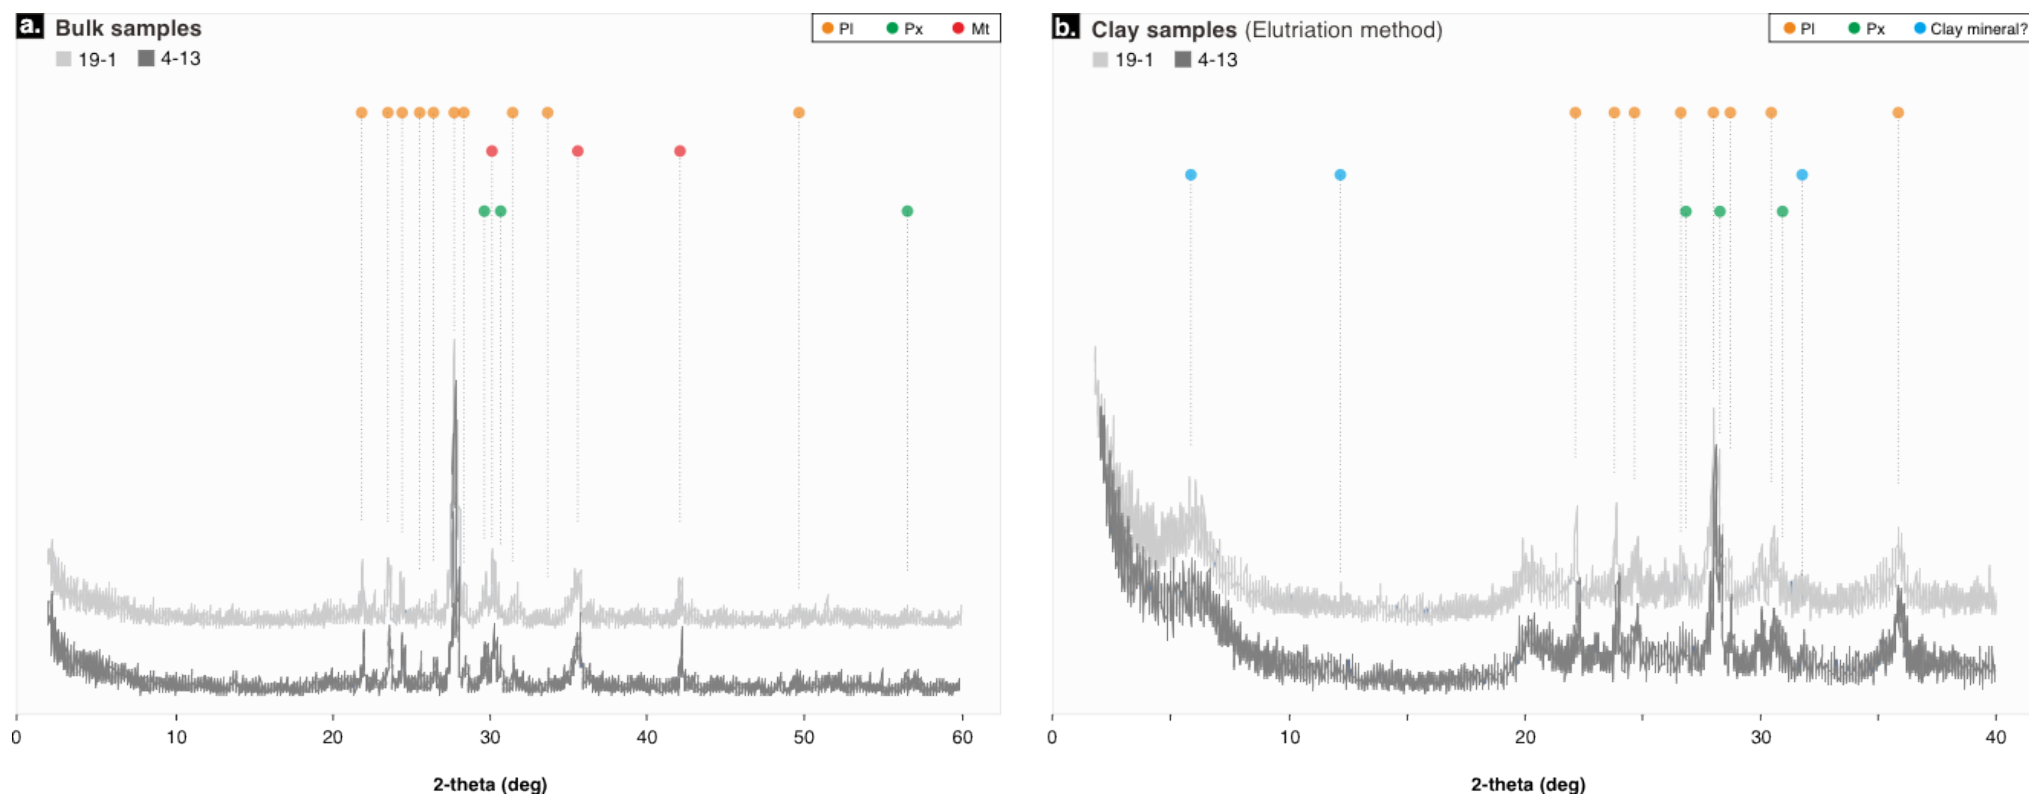 a. Bulk samples
19-1 4-13
Pl Px Mt
0 10 20 30 40 50 60
2-theta (deg)
b. Clay samples (Elutriation method)
19-1 4-13
Pl Px Clay mineral?
0 10 20 30 40
2-theta (deg)